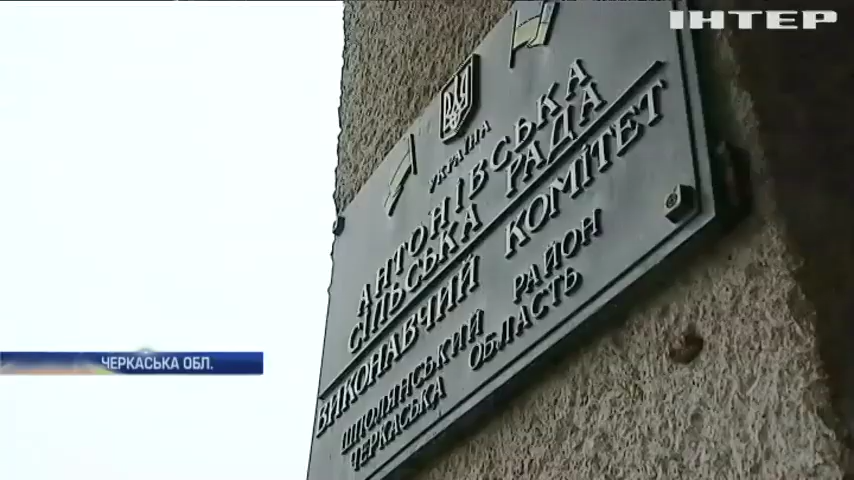 ІНТЕР
УКРАЇНА
АНТОНІВСЬКА
СІЛЬСЬКА РАДА
ВИКОНАВЧИЙ КОМІТЕТ
ШПОЛЯНСЬКИЙ РАЙОН
ЧЕРКАСЬКА ОБЛАСТЬ
ЧЕРКАСЬКА ОБЛ.